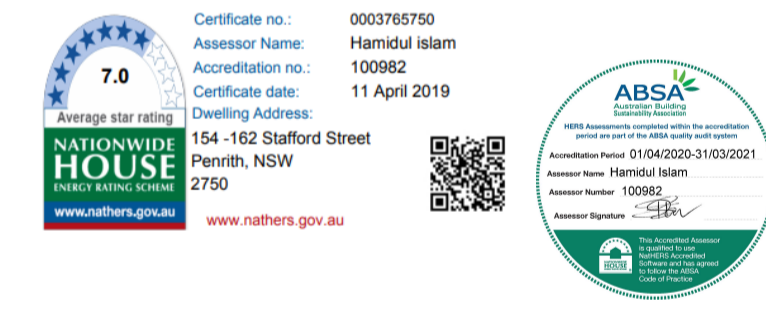 7.0
Average star rating
NATIONWIDE
HOUSE
ENERGY RATING SCHEME
www.nathers.gov.au
Certificate no.: 0003765750
Assessor Name: Hamidul islam
Accreditation no.: 100982
Certificate date: 11 April 2019
Dwelling Address:
154 -162 Stafford Street
Penrith, NSW
2750
www.nathers.gov.au
ABSA
Australian Building
Sustainability Association
HERS Assessments completed within the accreditation
period are part of the ABSA quality audit system
Accreditation Period 01/04/2020-31/03/2021
Assessor Name Hamidul Islam
Assessor Number 100982
Assessor Signature
NATIONWIDE
HOUSE
This Accredited Assessor
is qualified to use
NatHERS Accredited
Software and has agreed
to follow the ABSA
Code of Practice